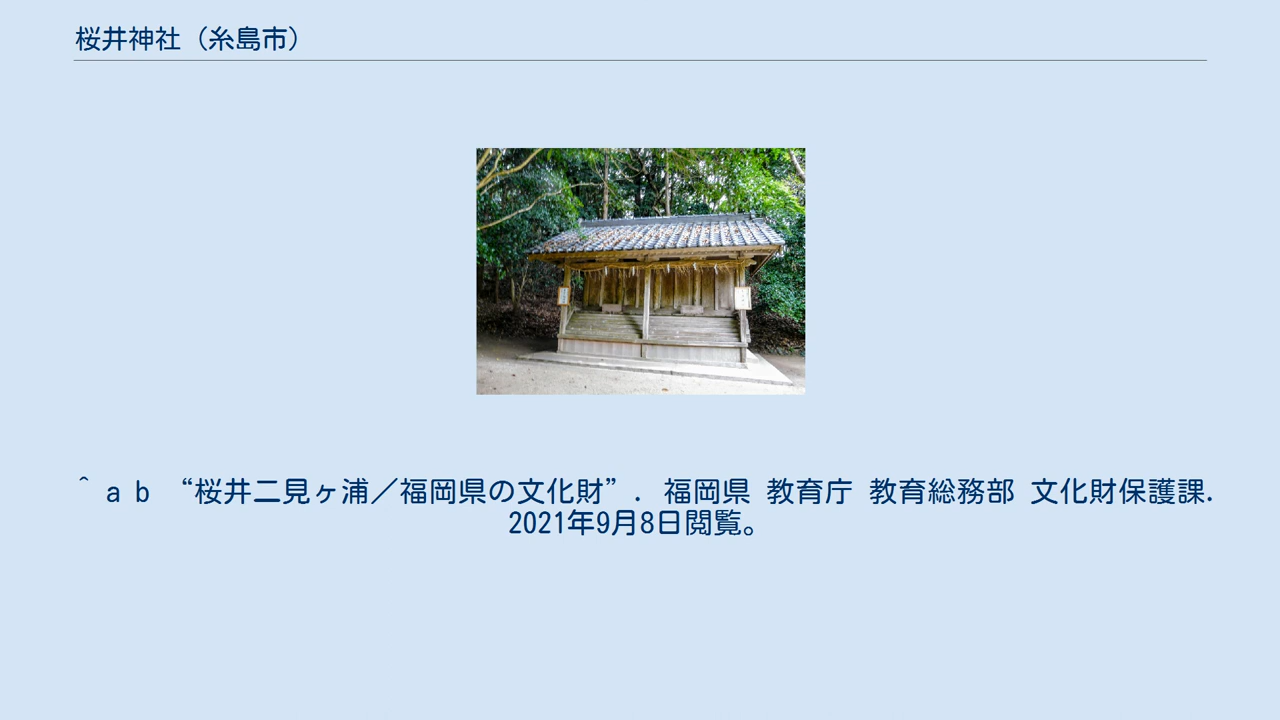 桜井神社（糸島市）
^ a b “桜井二見ヶ浦／福岡県の文化財”. 福岡県 教育庁 教育総務部 文化財保護課.
2021年9月8日閲覧。